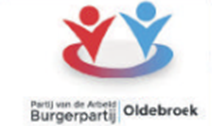 Partij van de Arbeid
Burgerpartij Oldebroek